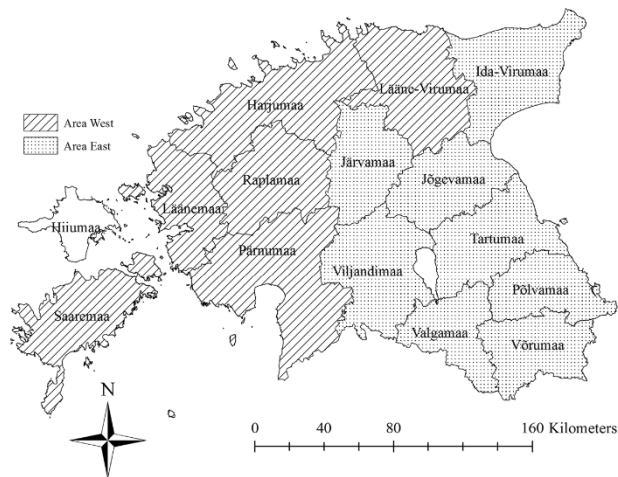 Ida-Virumaa
Lääne-Virumaa
Harjumaa
Area West
Area East
Järvamaa
Raplamaa
Jõgevamaa
Läänemaa
Hiiumaa
Tartumaa
Pärnumaa
Viljandimaa
Põlvamaa
Saaremaa
Valgamaa
Võrumaa
N
0 40 80 160 Kilometers